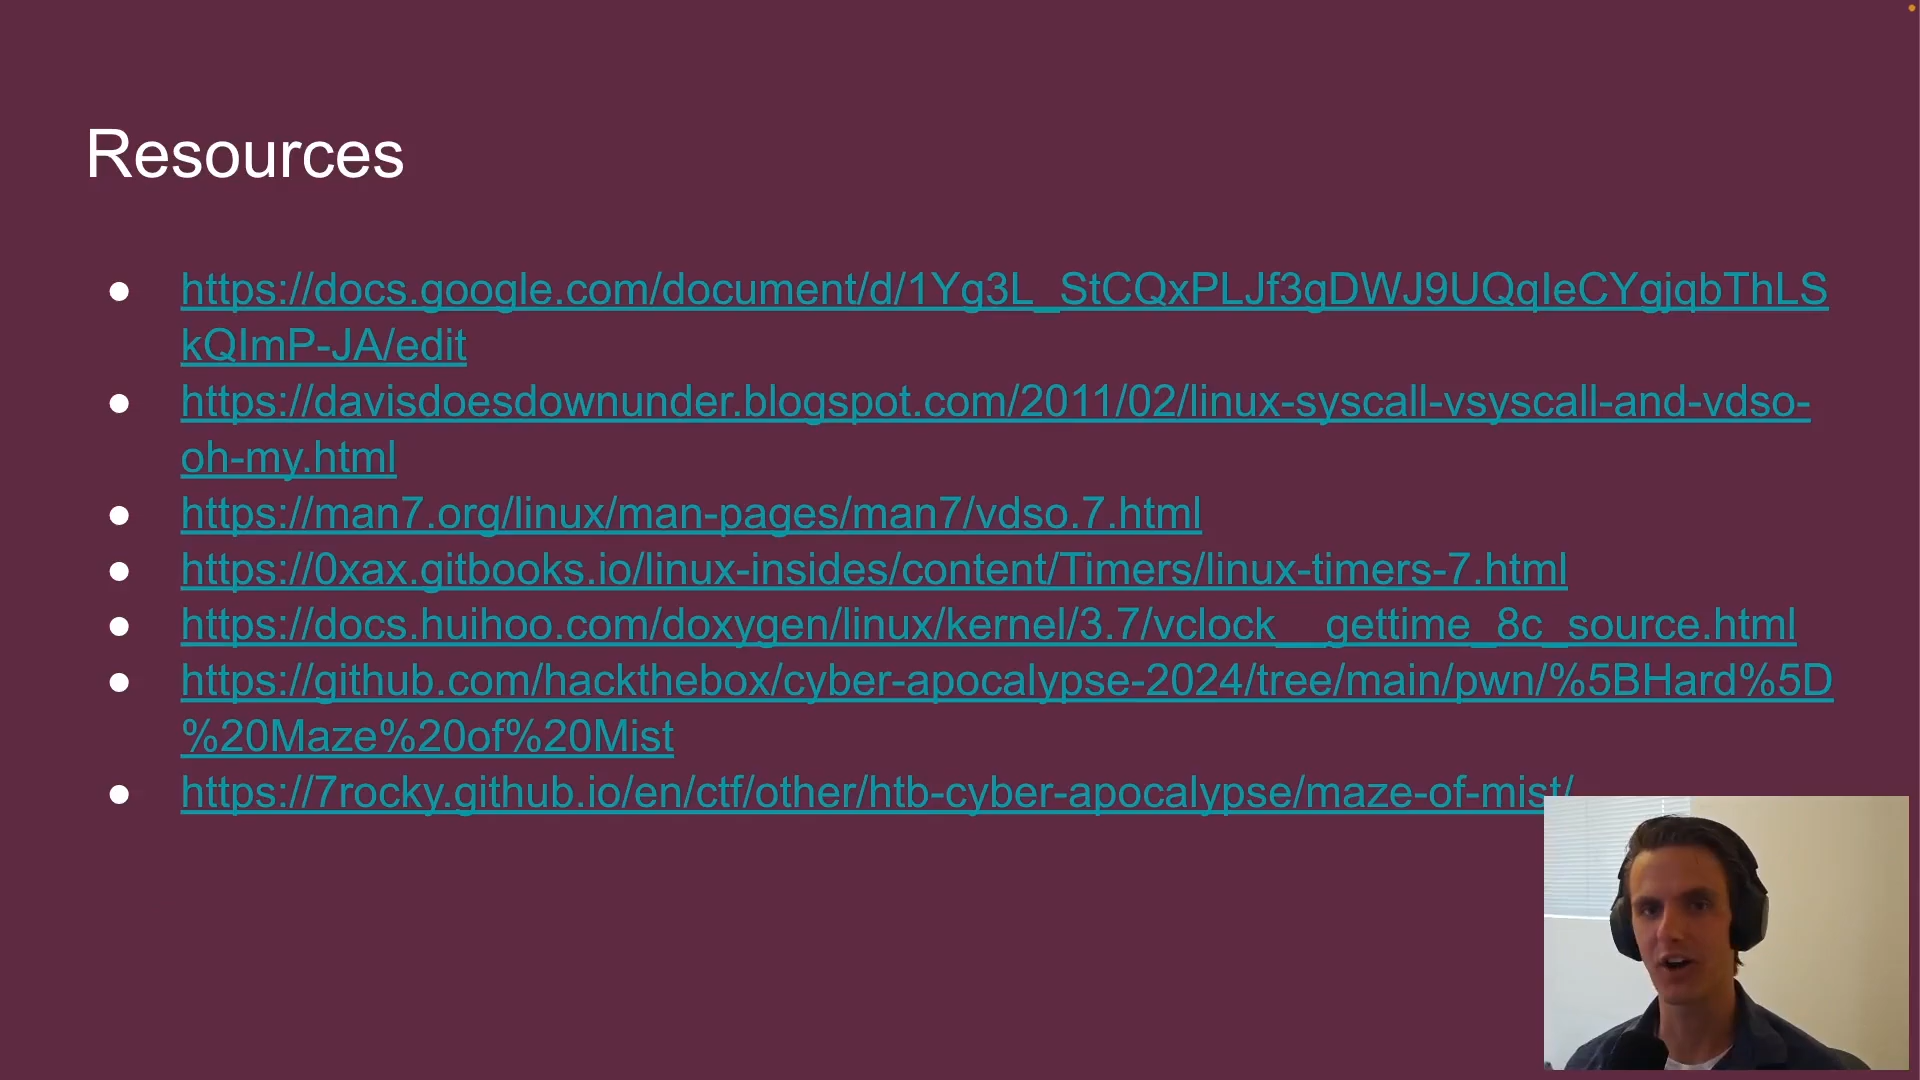 Resources
https://docs.google.com/document/d/1Yg3L_StCQxPLJf3gDWJ9UQqIeCYgjqbThLS
kQImP-JA/edit
https://davisdoesdownunder.blogspot.com/2011/02/linux-syscall-vsyscall-and-vdso-
oh-my.html
https://man7.org/linux/man-pages/man7/vdso.7.html
https://0xax.gitbooks.io/linux-insides/content/Timers/linux-timers-7.html
https://docs.huihoo.com/doxygen/linux/kernel/3.7/vclock__gettime_8c_source.html
https://github.com/hackthebox/cyber-apocalypse-2024/tree/main/pwn/%5BHard%5D
%20Maze%20of%20Mist
https://7rocky.github.io/en/ctf/other/htb-cyber-apocalypse/maze-of-mist/